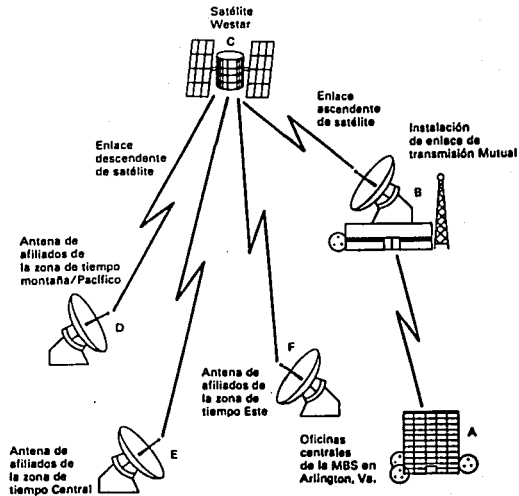 Satélite
Westar
C
Enlace
ascendente
de satélite
Instalación
de enlace de
transmisión Mutual
B
Enlace
descendente
de satélite
Antena de
afiliados de
la zona de tiempo
montaña/Pacífico
D
F
Antena de
afiliados de
la zona de
tiempo Este
A
Oficinas
centrales
de la MBS en
Arlington, Va.
E
Antena de
afiliados de
la zona de
tiempo Central